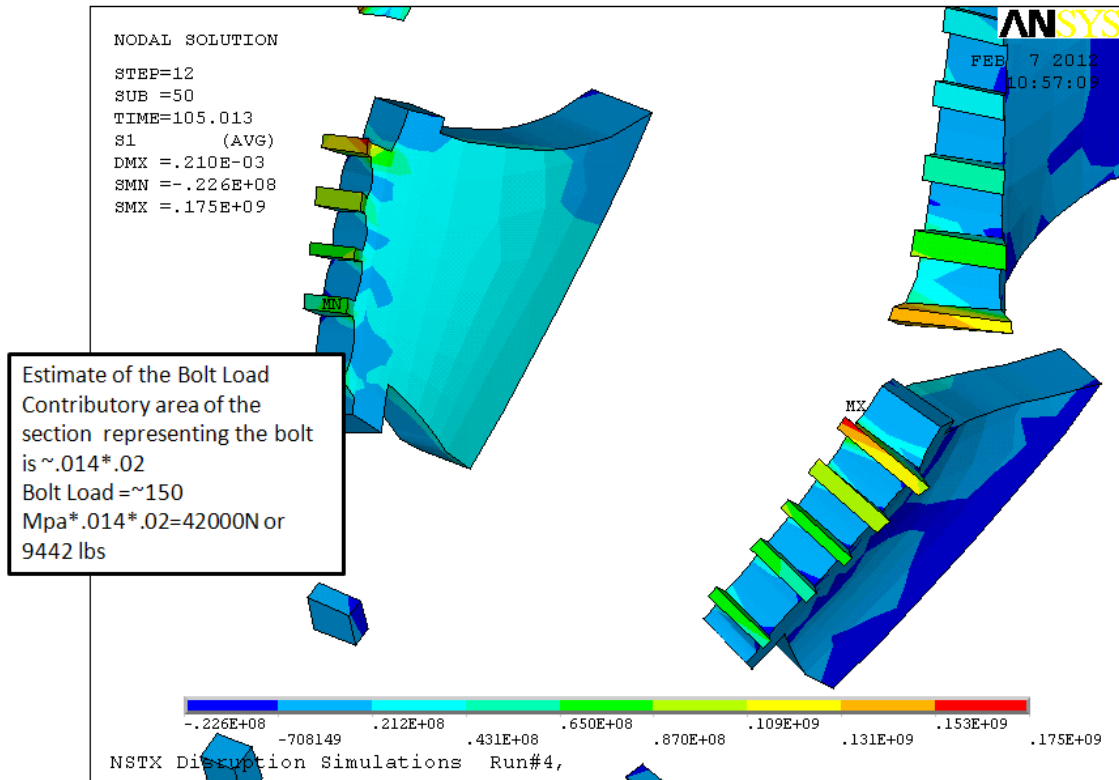 ANSYS
NODAL SOLUTION
FEB 7 2012
10:57:09
STEP=12
SUB =50
TIME=105.013
S1 (AVG)
DMX =.210E-03
SMN =-.226E+08
SMX =.175E+09
MN
MX
Estimate of the Bolt Load
Contributory area of the
section representing the bolt
is ~.014*.02
Bolt Load =~150
Mpa*.014*.02=42000N or
9442 lbs
-.226E+08 .212E+08 .650E+08 .109E+09 .153E+09
-708149 .431E+08 .870E+08 .131E+09 .175E+09
NSTX Disruption Simulations Run#4,